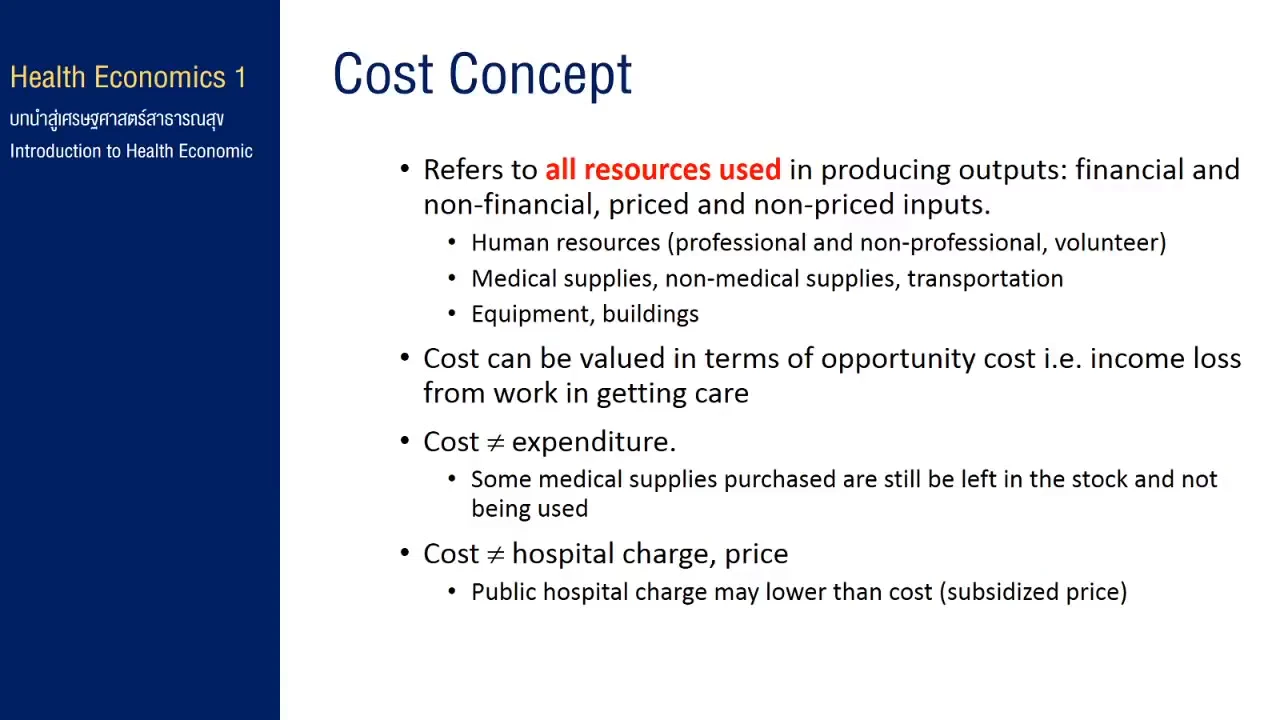 Health Economics 1
บทนำสู่เศรษฐศาสตร์สาธารณสุข
Introduction to Health Economic
Cost Concept
• Refers to all resources used in producing outputs: financial and
non-financial, priced and non-priced inputs.
• Human resources (professional and non-professional, volunteer)
• Medical supplies, non-medical supplies, transportation
• Equipment, buildings
• Cost can be valued in terms of opportunity cost i.e. income loss
from work in getting care
• Cost ≠ expenditure.
• Some medical supplies purchased are still be left in the stock and not
being used
• Cost ≠ hospital charge, price
• Public hospital charge may lower than cost (subsidized price)